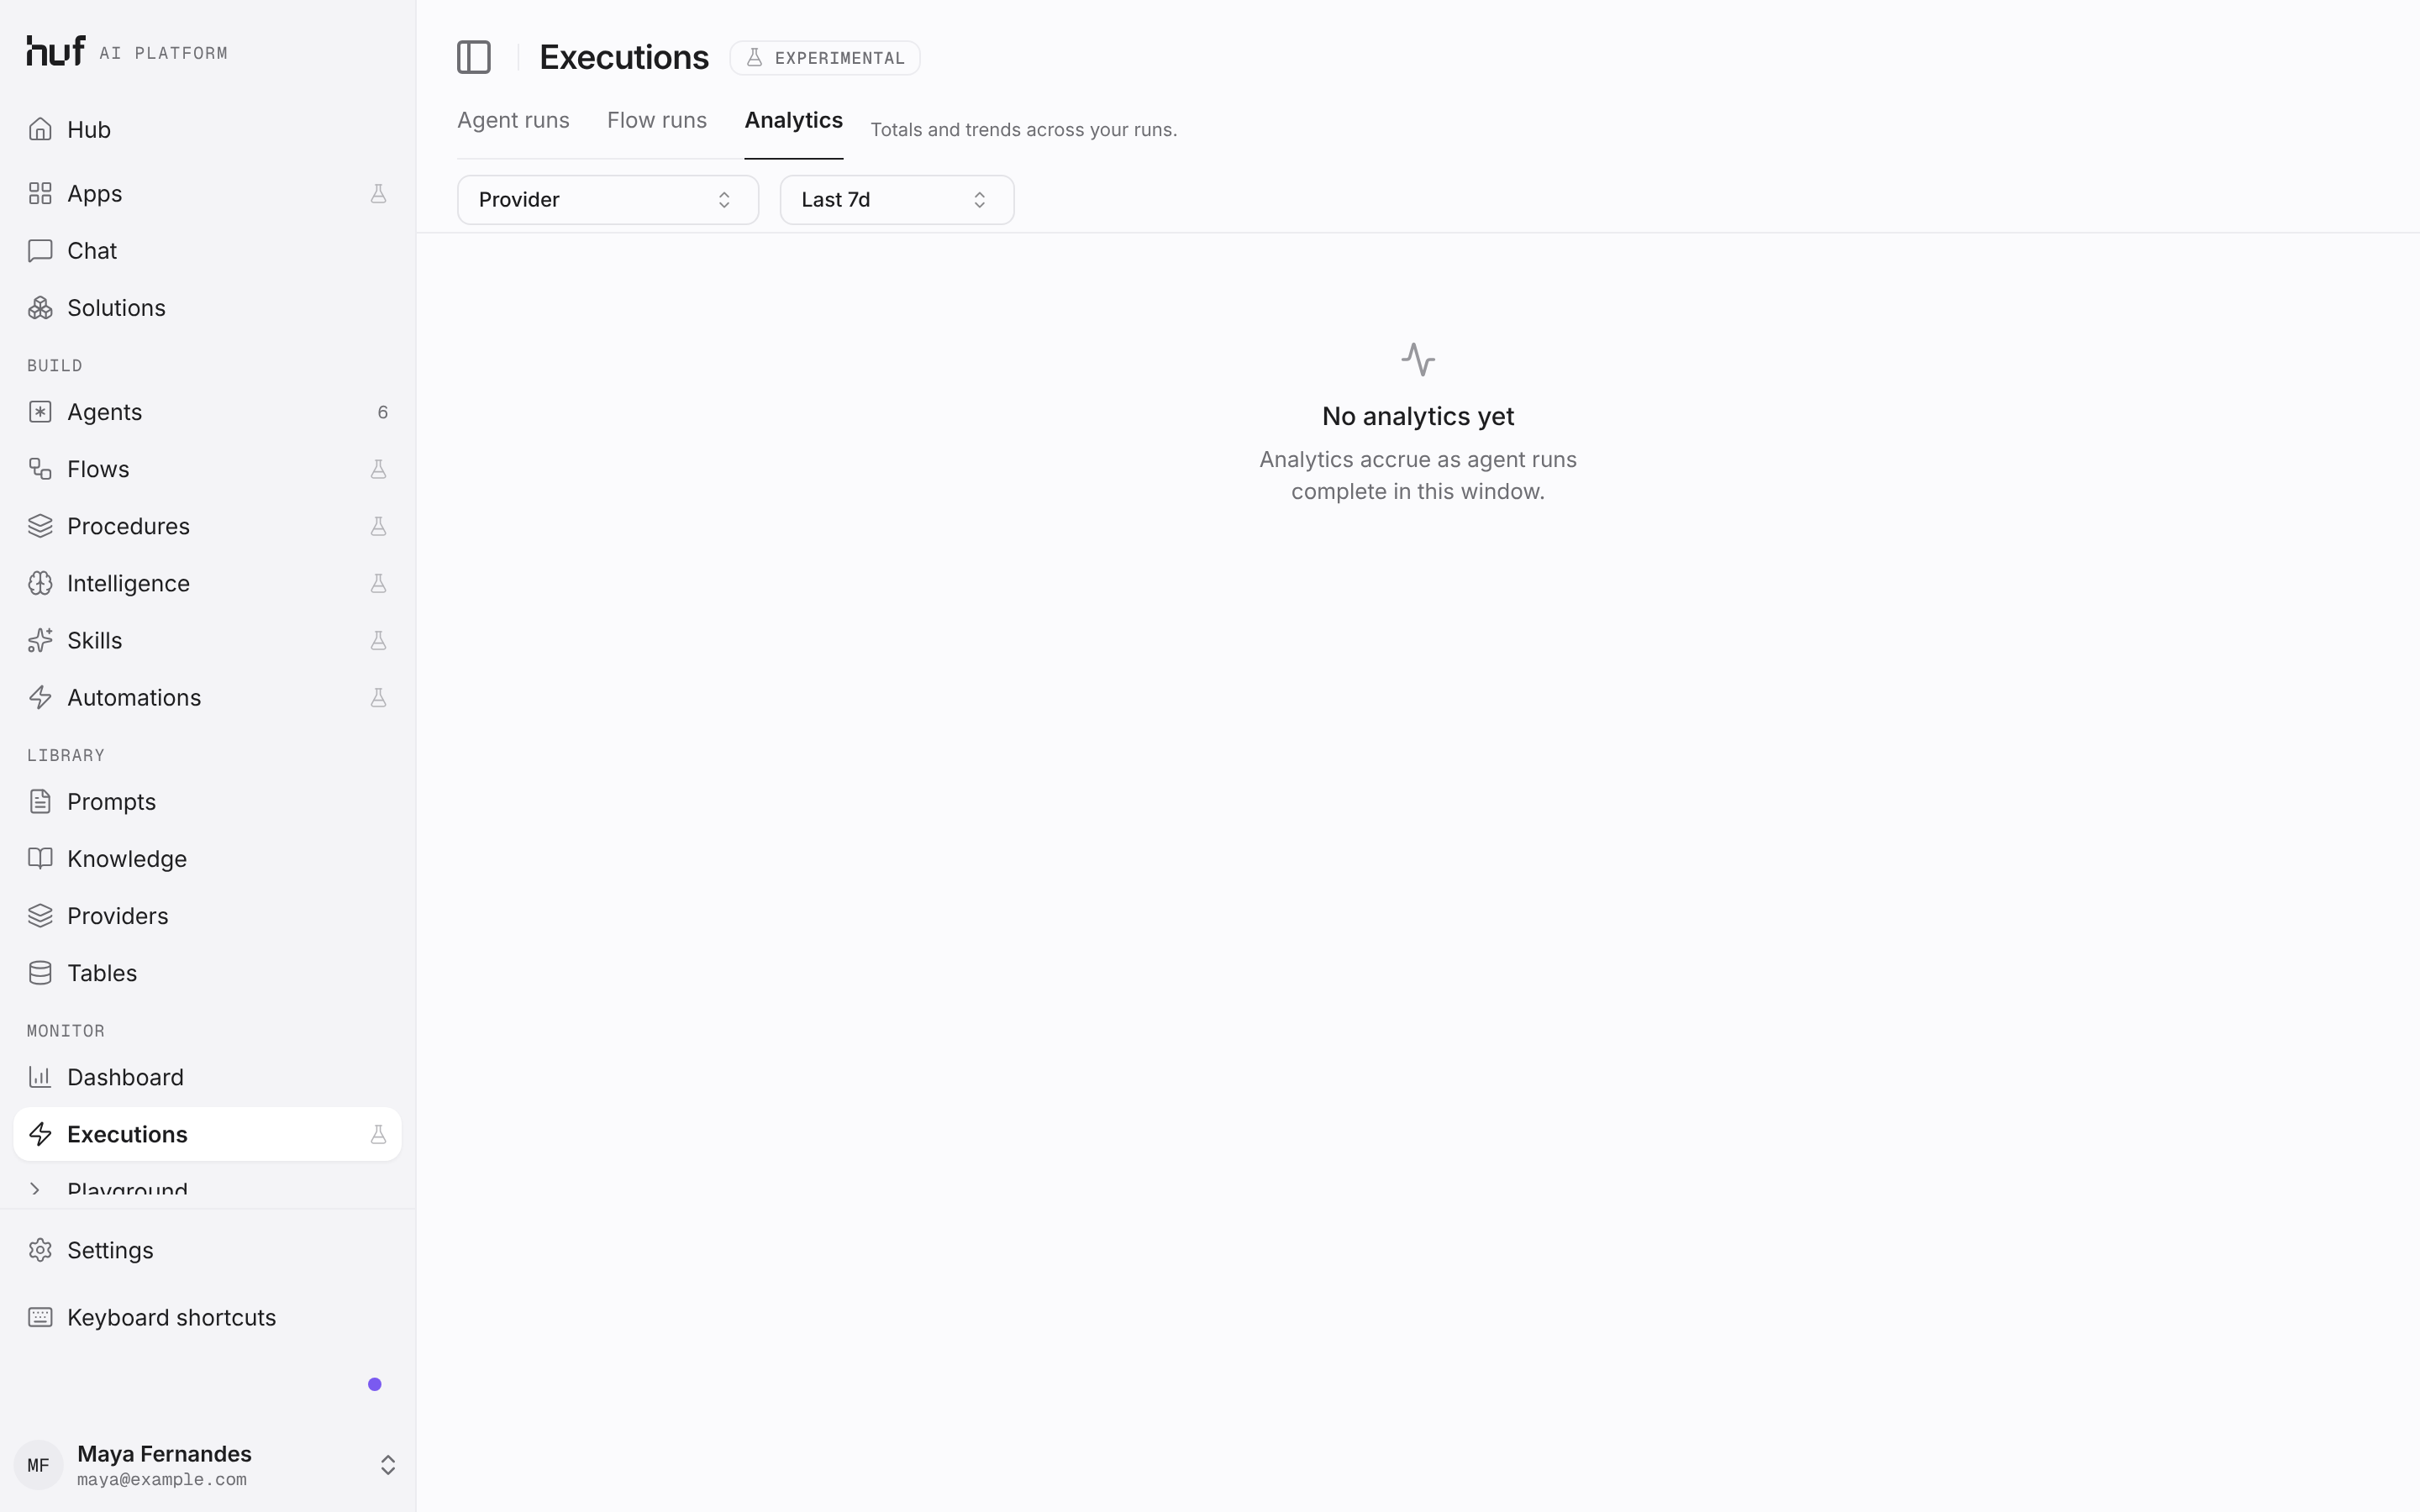 huf AI PLATFORM
Hub
Apps
Chat
Solutions
BUILD
Agents 6
Flows
Procedures
Intelligence
Skills
Automations
LIBRARY
Prompts
Knowledge
Providers
Tables
MONITOR
Dashboard
Executions
Playground
Settings
Keyboard shortcuts
MF Maya Fernandes
maya@example.com
Executions EXPERIMENTAL
Agent runs Flow runs Analytics Totals and trends across your runs.
Provider Last 7d
No analytics yet
Analytics accrue as agent runs
complete in this window.